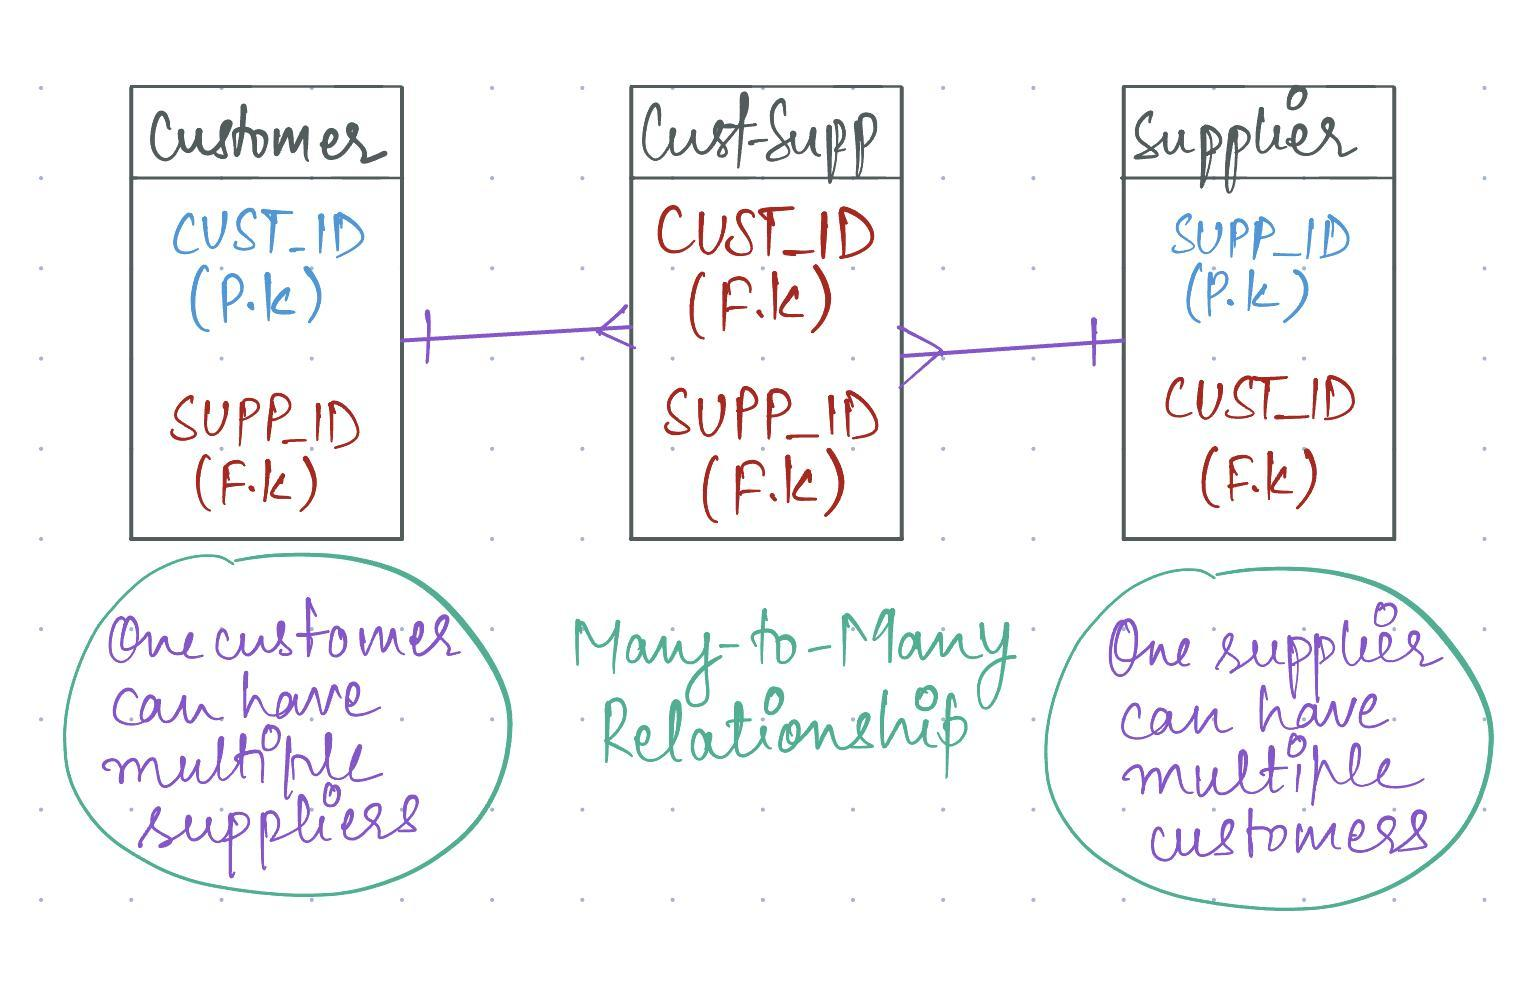 Customer
CUST_ID
(P.K)
SUPP_ID
(F.K)
Cust-Supp
CUST_ID
(F.K)
SUPP_ID
(F.K)
Supplier
SUPP_ID
(P.K)
CUST_ID
(F.K)
One customer
can have
multiple
suppliers
Many-to-Many
Relationship
One supplier
can have
multiple
customers